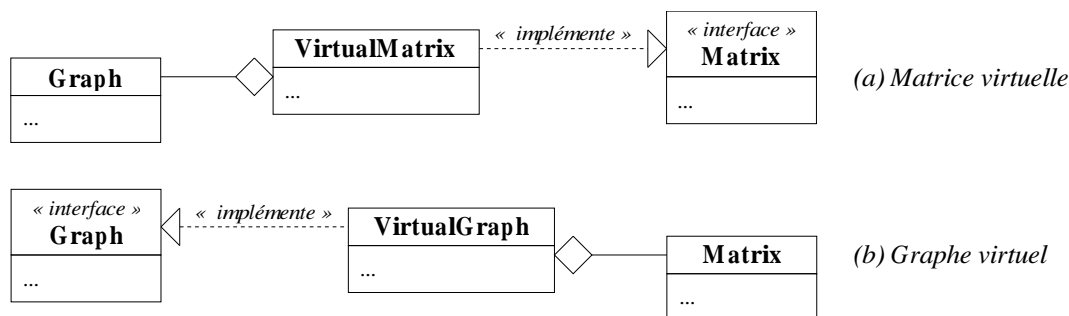 « implémente »
VirtualMatrix
« interface »
Matrix
Graph
(a) Matrice virtuelle
...
...
...
« interface »
Graph
« implémente »
VirtualGraph
Matrix
(b) Graphe virtuel
...
...
...